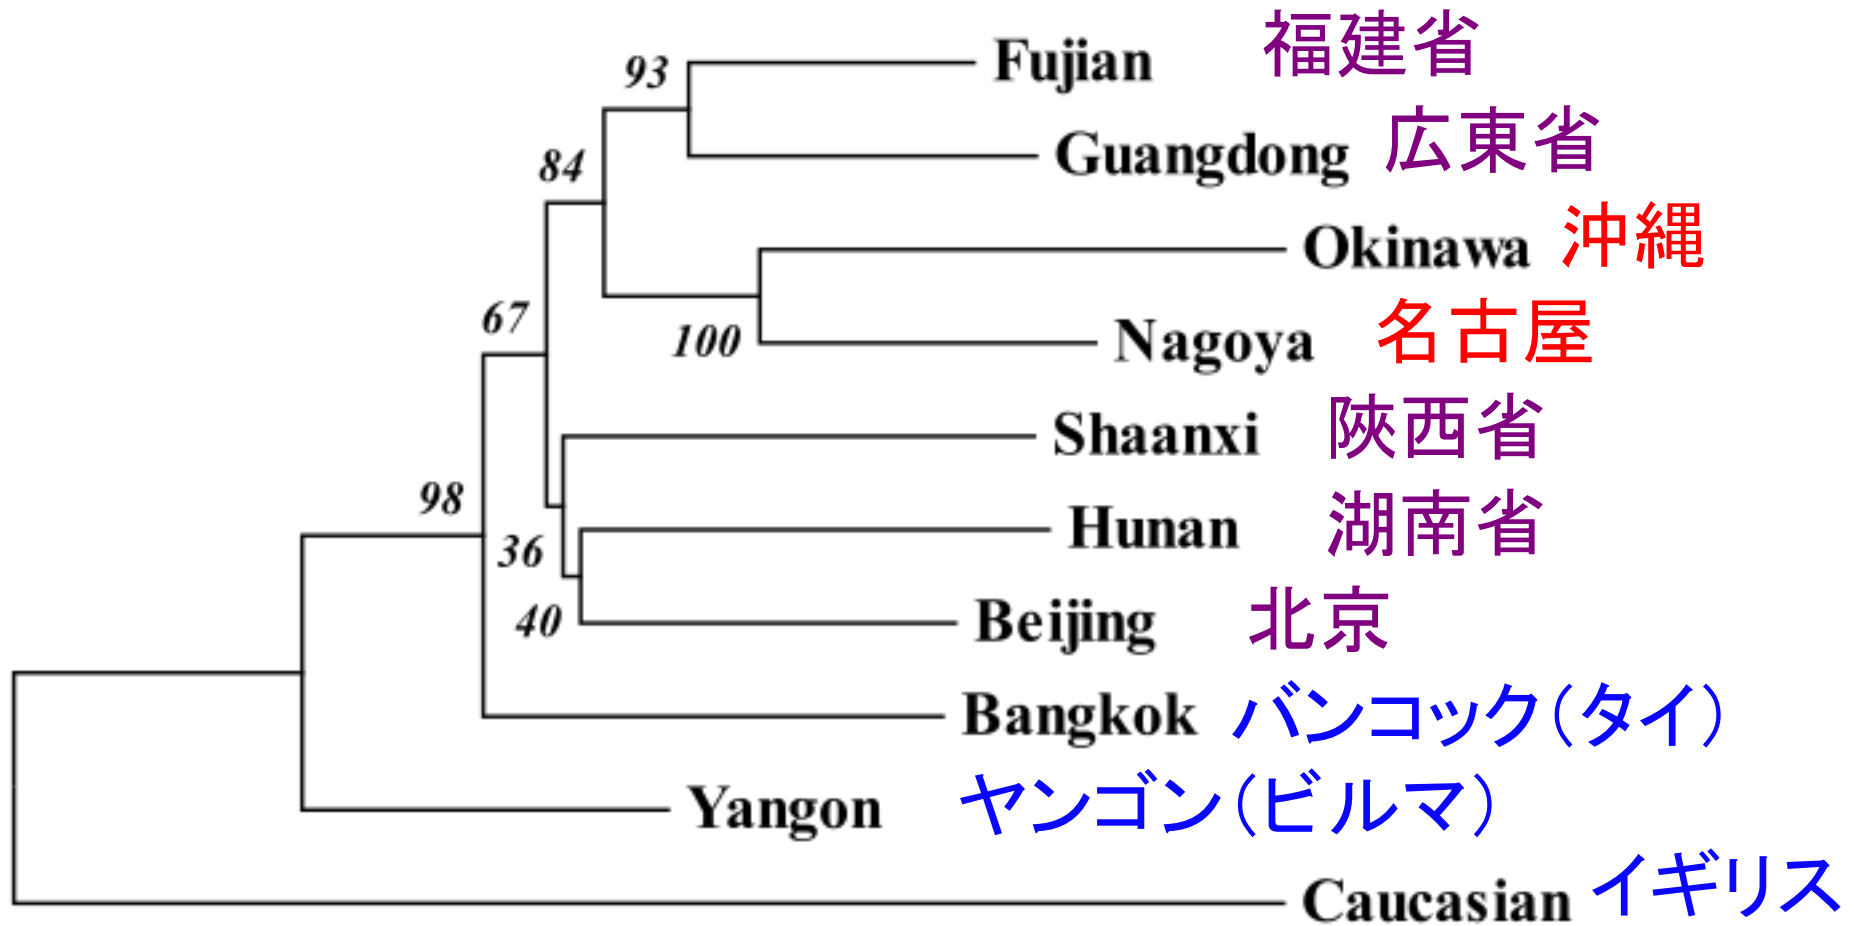 93 Fujian 福建省
Guangdong 広東省
84
Okinawa 沖縄
67
100 Nagoya 名古屋
Shaanxi 陝西省
98
36 Hunan 湖南省
40 Beijing 北京
Bangkok バンコック(タイ)
Yangon ヤンゴン(ビルマ)
Caucasian イギリス